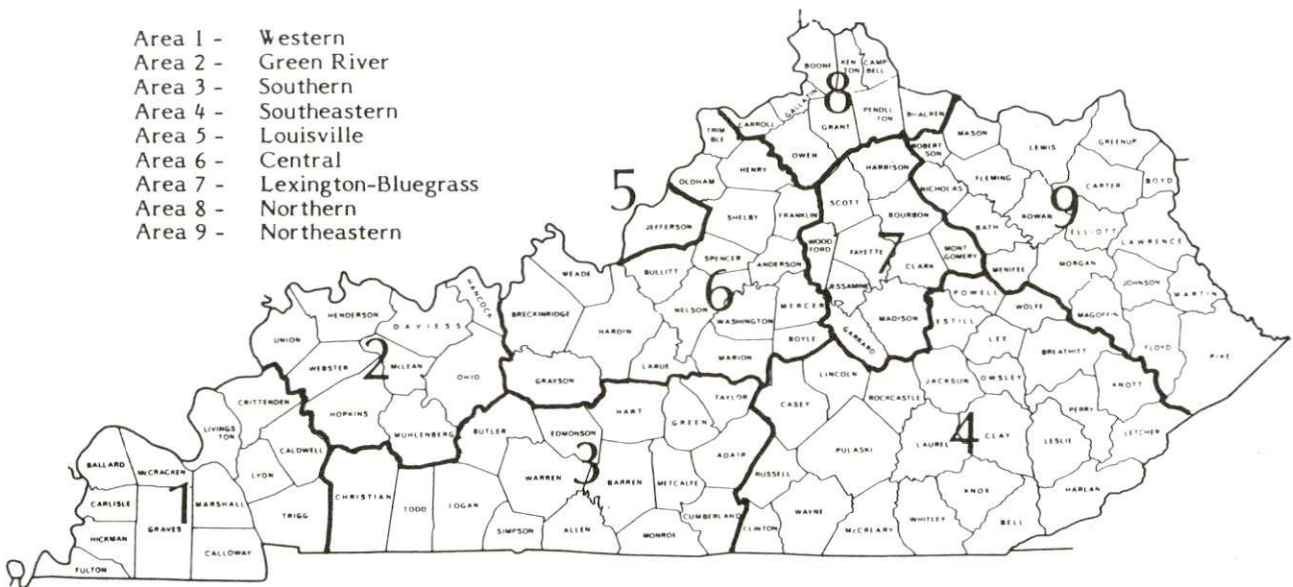 Area 1 - Western
Area 2 - Green River
Area 3 - Southern
Area 4 - Southeastern
Area 5 - Louisville
Area 6 - Central
Area 7 - Lexington-Bluegrass
Area 8 - Northern
Area 9 - Northeastern
BOONE
KEN
TON
CAMP
BELL
8
GALLATIN
CARROLL
GRANT
PENDLETON
TRIM
BLE
OWEN
MASON
ROBERT
SON
LEWIS
GREENUP
HENRY
HARRISON
FLEMING
CARTER
BOYD
5
OLDHAM
NICHOLAS
9
ROWAN
ELLIOTT
SCOTT
BOURBON
BATH
LAWRENCE
JEFFERSON
SHELBY
FRANKLIN
WOOD
FORD
FAYETTE
7
MONT
GOMERY
CLARK
MENIFEE
MORGAN
SPENCER
ANDERSON
JOHNSON
MARTIN
MEADE
BULLITT
6
JESSAMINE
POWELL
WOLFE
MAGOFFIN
HANCOCK
BRECKINRIDGE
NELSON
MERCER
MADISON
ESTILL
HENDERSON
DAVIESS
HARDIN
WASHINGTON
GARRARD
LEE
FLOYD
PIKE
UNION
BOYLE
BREATHITT
WEBSTER
2
McLEAN
OHIO
LARUE
MARION
GRAYSON
LINCOLN
JACKSON
OWSLEY
KNOTT
CRITTENDEN
HOPKINS
MUHLENBERG
HART
TAYLOR
CASEY
ROCKCASTLE
PERRY
LIVINGS
TON
BUTLER
EDMONSON
GREEN
4
CLAY
LESLIE
LETCHER
CALDWELL
PULASKI
LAUREL
BALLARD
McCRACKEN
LYON
WARREN
3
ADAIR
RUSSELL
CARLISLE
1
MARSHALL
CHRISTIAN
BARREN
METCALFE
KNOX
HARLAN
GRAVES
TRIGG
TODD
LOGAN
CUMBERLAND
WAYNE
HICKMAN
SIMPSON
ALLEN
MONROE
CLINTON
McCREARY
WHITLEY
BELL
CALLOWAY
FULTON